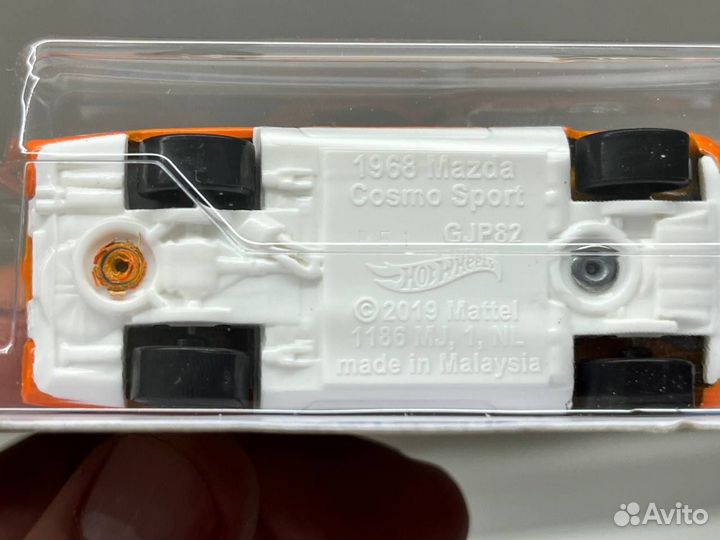 1968 Mazda
Cosmo Sport
GJP82
Hot Wheels
© 2019 Mattel
1186 MJ, 1, NL
made in Malaysia
Avito